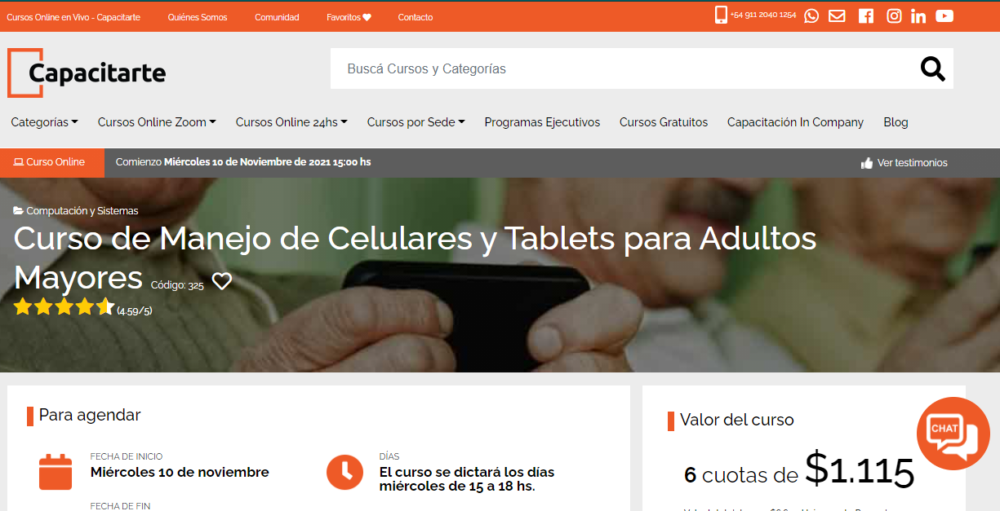 Cursos Online en Vivo - Capacitarte
Quiénes Somos
Comunidad
Favoritos
Contacto
+54 911 2040 1254
Capacitarte
Buscá Cursos y Categorías
Categorías
Cursos Online Zoom
Cursos Online 24hs
Cursos por Sede
Programas Ejecutivos
Cursos Gratuitos
Capacitación In Company
Blog
Curso Online
Comienzo Miércoles 10 de Noviembre de 2021 15:00 hs
Ver testimonios
Computación y Sistemas
Curso de Manejo de Celulares y Tablets para Adultos
Mayores Código: 325
(4.59/5)
Para agendar
FECHA DE INICIO
Miércoles 10 de noviembre
FECHA DE FIN
DÍAS
El curso se dictará los días
miércoles de 15 a 18 hs.
Valor del curso
CHAT
6 cuotas de $1.115